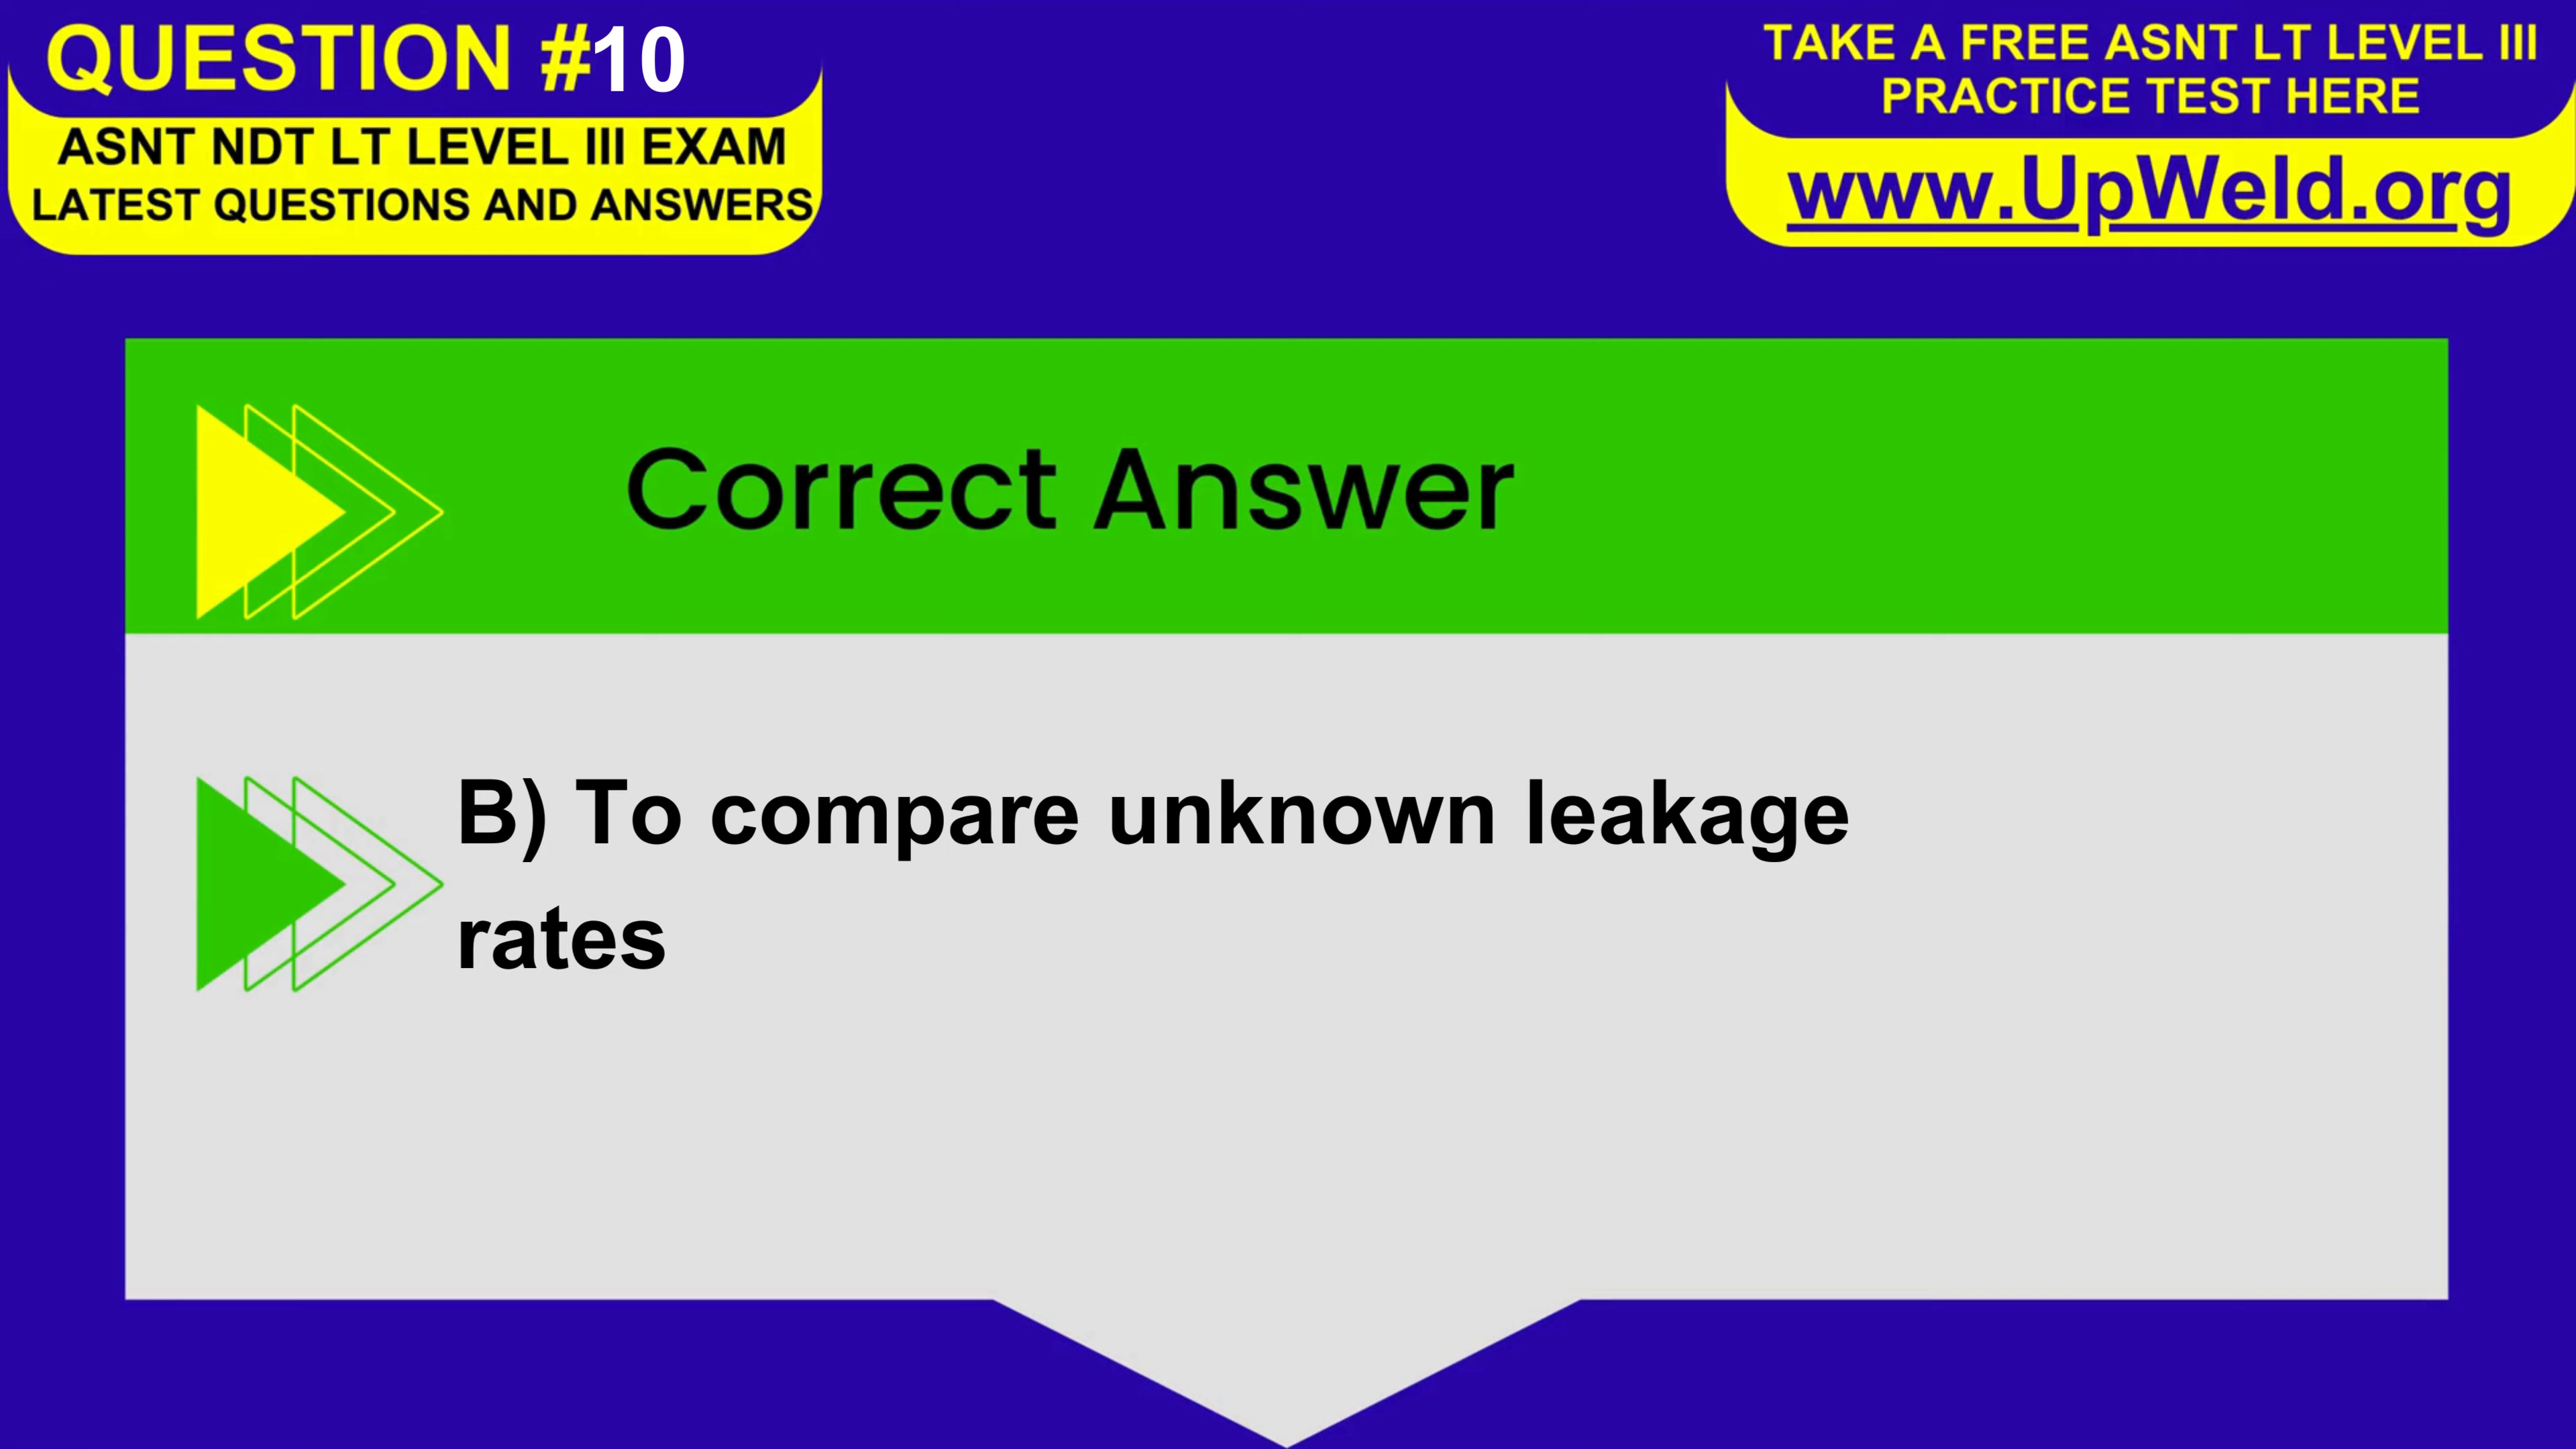 QUESTION #10
ASNT NDT LT LEVEL III EXAM
LATEST QUESTIONS AND ANSWERS
TAKE A FREE ASNT LT LEVEL III
PRACTICE TEST HERE
www.UpWeld.org
Correct Answer
B) To compare unknown leakage
rates